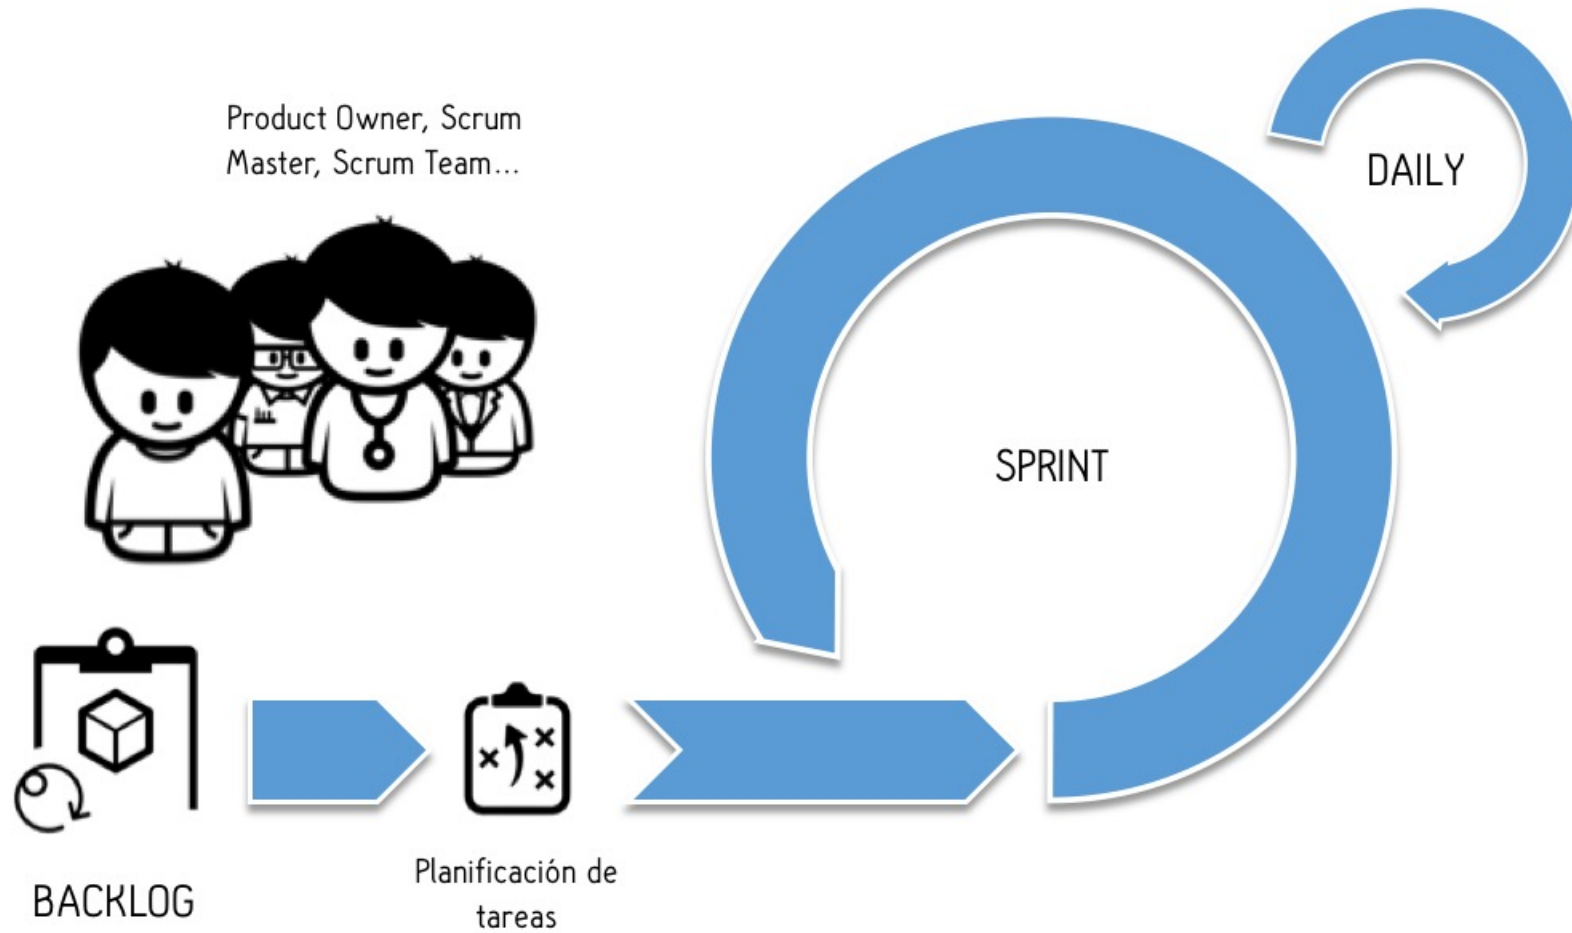 Product Owner, Scrum
Master, Scrum Team...
DAILY
SPRINT
BACKLOG
Planificación de
tareas